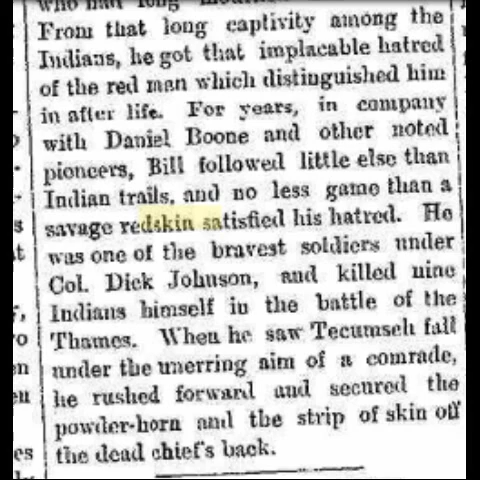 who had long
From that long captivity among the
Indians, he got that implacable hatred
of the red man which distinguished him
in after life. For years, in company
with Daniel Boone and other noted
pioneers, Bill followed little else than
Indian trails, and no less game than a
savage redskin satisfied his hatred. He
was one of the bravest soldiers under
Col. Dick Johnson, and killed nine
Indians himself in the battle of the
Thames. When he saw Tecumseh fall
under the unerring aim of a comrade,
he rushed forward and secured the
powder-horn and the strip of skin off
the dead chief's back.